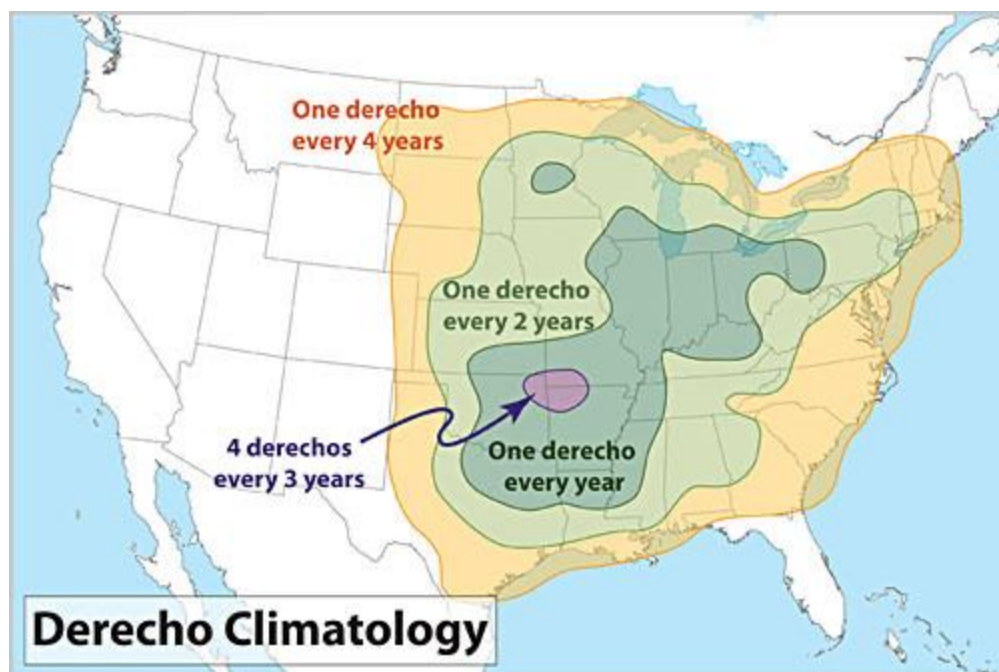 One derecho
every 4 years
One derecho
every 2 years
4 derechos
every 3 years
One derecho
every year
Derecho Climatology